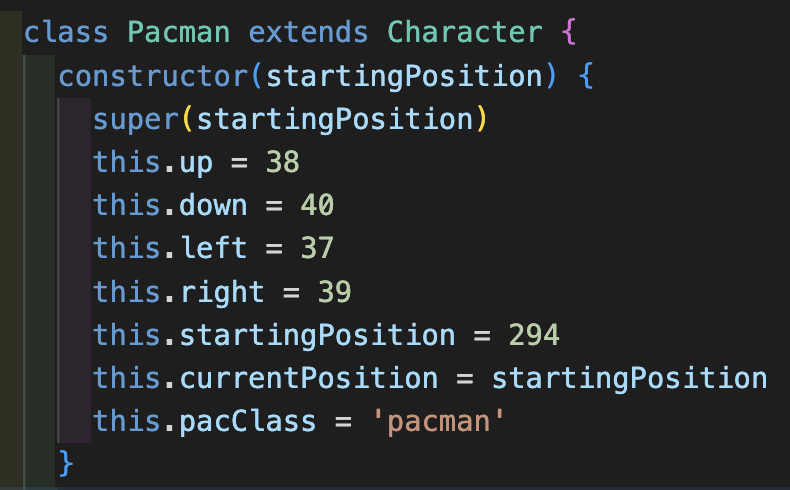 class Pacman extends Character {
constructor(startingPosition) {
super(startingPosition)
this.up = 38
this.down = 40
this.left = 37
this.right = 39
this.startingPosition = 294
this.currentPosition = startingPosition
this.pacClass = 'pacman'
}